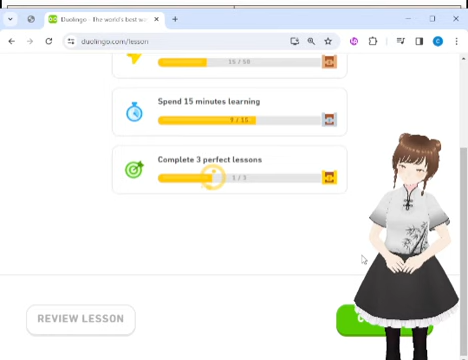 Duolingo - The world's best wa
duolingo.com/lesson
15 / 50
Spend 15 minutes learning
9 / 15
Complete 3 perfect lessons
1 / 3
REVIEW LESSON